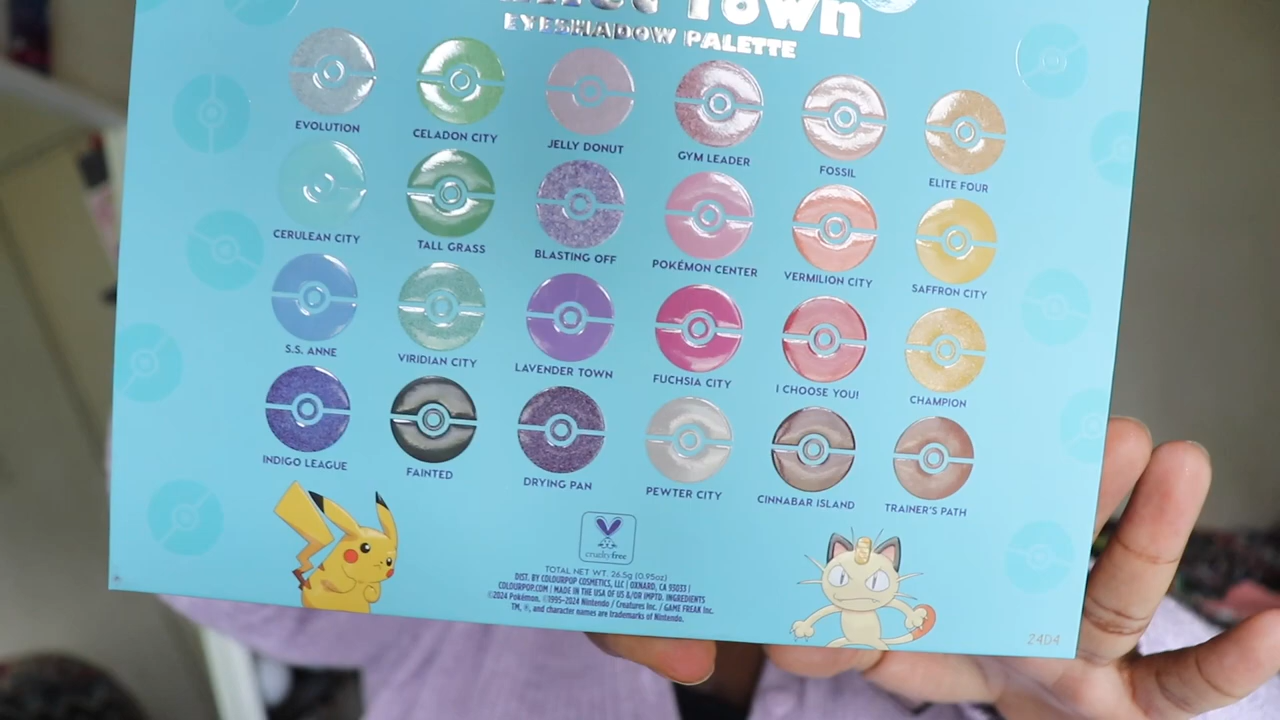 Town
EYESHADOW PALETTE
EVOLUTION
CELADON CITY
JELLY DONUT
GYM LEADER
FOSSIL
ELITE FOUR
CERULEAN CITY
TALL GRASS
BLASTING OFF
POKÉMON CENTER
VERMILION CITY
SAFFRON CITY
S.S. ANNE
VIRIDIAN CITY
LAVENDER TOWN
FUCHSIA CITY
I CHOOSE YOU!
CHAMPION
INDIGO LEAGUE
FAINTED
DRYING PAN
PEWTER CITY
CINNABAR ISLAND
TRAINER'S PATH
crueltyfree
TOTAL NET WT. 26.5g (0.95oz)
DIST. BY COLOURPOP COSMETICS, LLC | OXNARD, CA 93033 |
COLOURPOP.COM | MADE IN THE USA OF US &/OR IMPTD. INGREDIENTS
©2024 Pokémon. ©1995–2024 Nintendo / Creatures Inc. / GAME FREAK Inc.
TM, ®, and character names are trademarks of Nintendo.
24D4